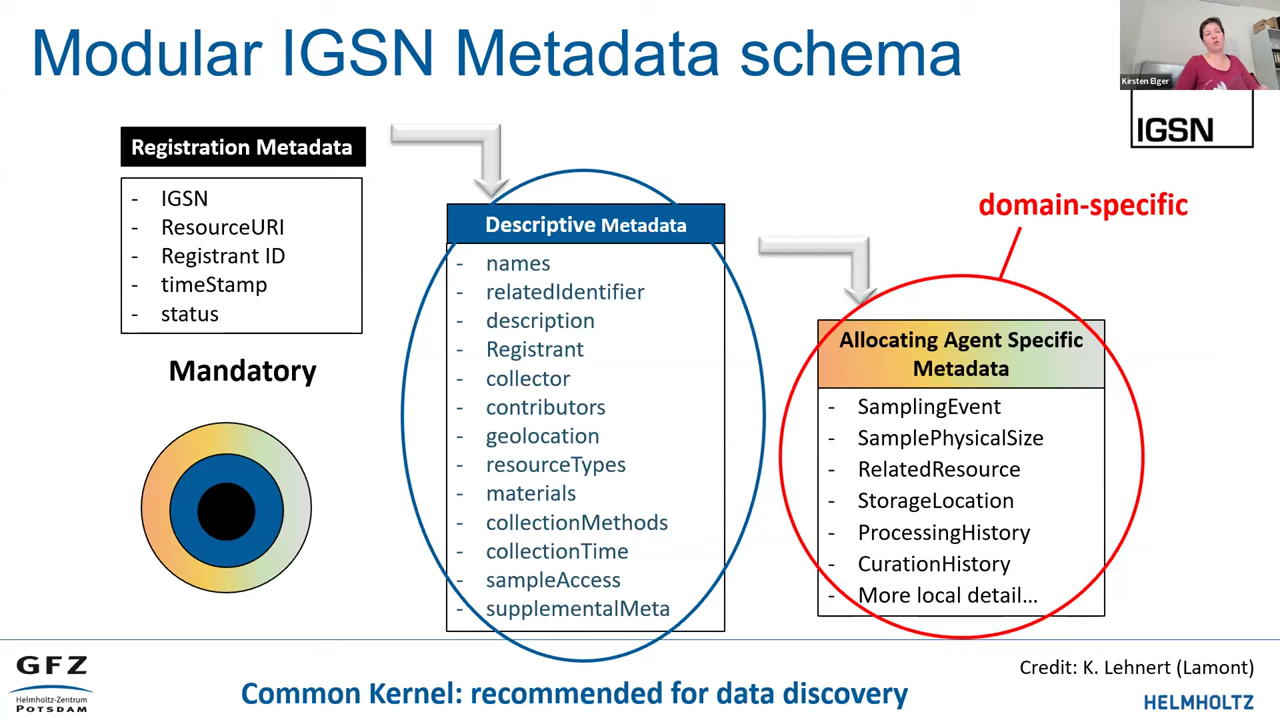 Modular IGSN Metadata schema
Kirsten Elger
IGSN
Registration Metadata
- IGSN
- ResourceURI
- Registrant ID
- timeStamp
- status
Mandatory
Descriptive Metadata
- names
- relatedIdentifier
- description
- Registrant
- collector
- contributors
- geolocation
- resourceTypes
- materials
- collectionMethods
- collectionTime
- sampleAccess
- supplementalMeta
domain-specific
Allocating Agent Specific
Metadata
- SamplingEvent
- SamplePhysicalSize
- RelatedResource
- StorageLocation
- ProcessingHistory
- CurationHistory
- More local detail…
GFZ
Helmholtz-Zentrum
POTSDAM
Common Kernel: recommended for data discovery
Credit: K. Lehnert (Lamont)
HELMHOLTZ